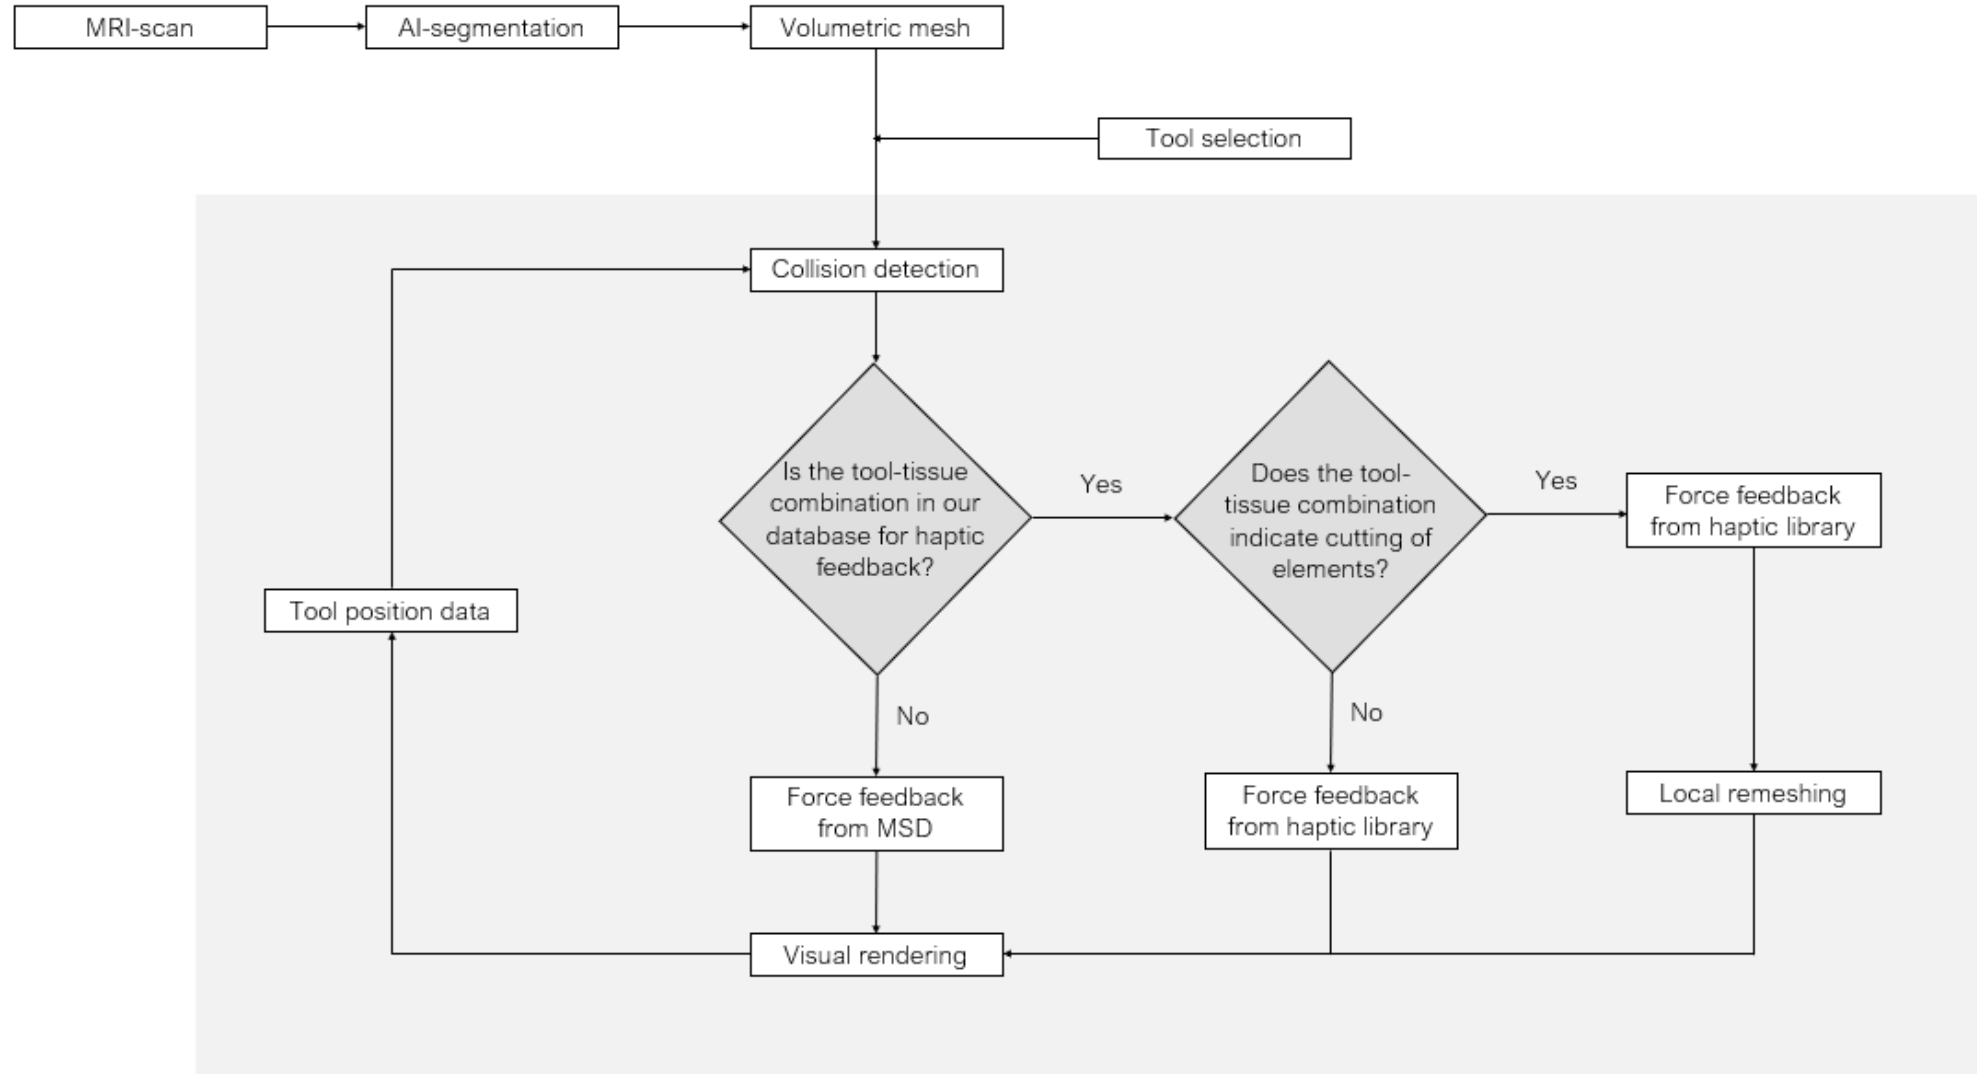 MRI-scan
AI-segmentation
Volumetric mesh
Tool selection
Collision detection
Is the tool-tissue
combination in our
database for haptic
feedback?
Yes
Does the tool-
tissue combination
indicate cutting of
elements?
Yes
Force feedback
from haptic library
Tool position data
No
No
Force feedback
from MSD
Force feedback
from haptic library
Local remeshing
Visual rendering